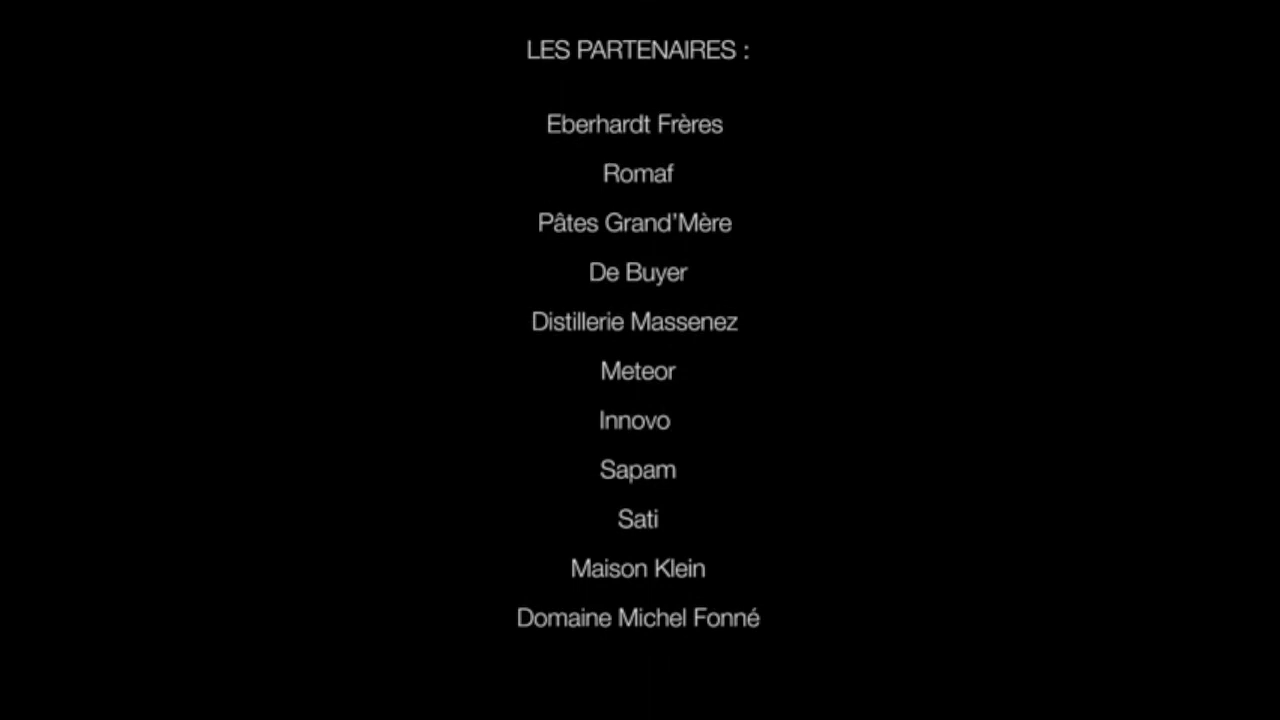 LES PARTENAIRES :
Eberhardt Frères
Romaf
Pâtes Grand'Mère
De Buyer
Distillerie Massenez
Meteor
Innovo
Sapam
Sati
Maison Klein
Domaine Michel Fonné